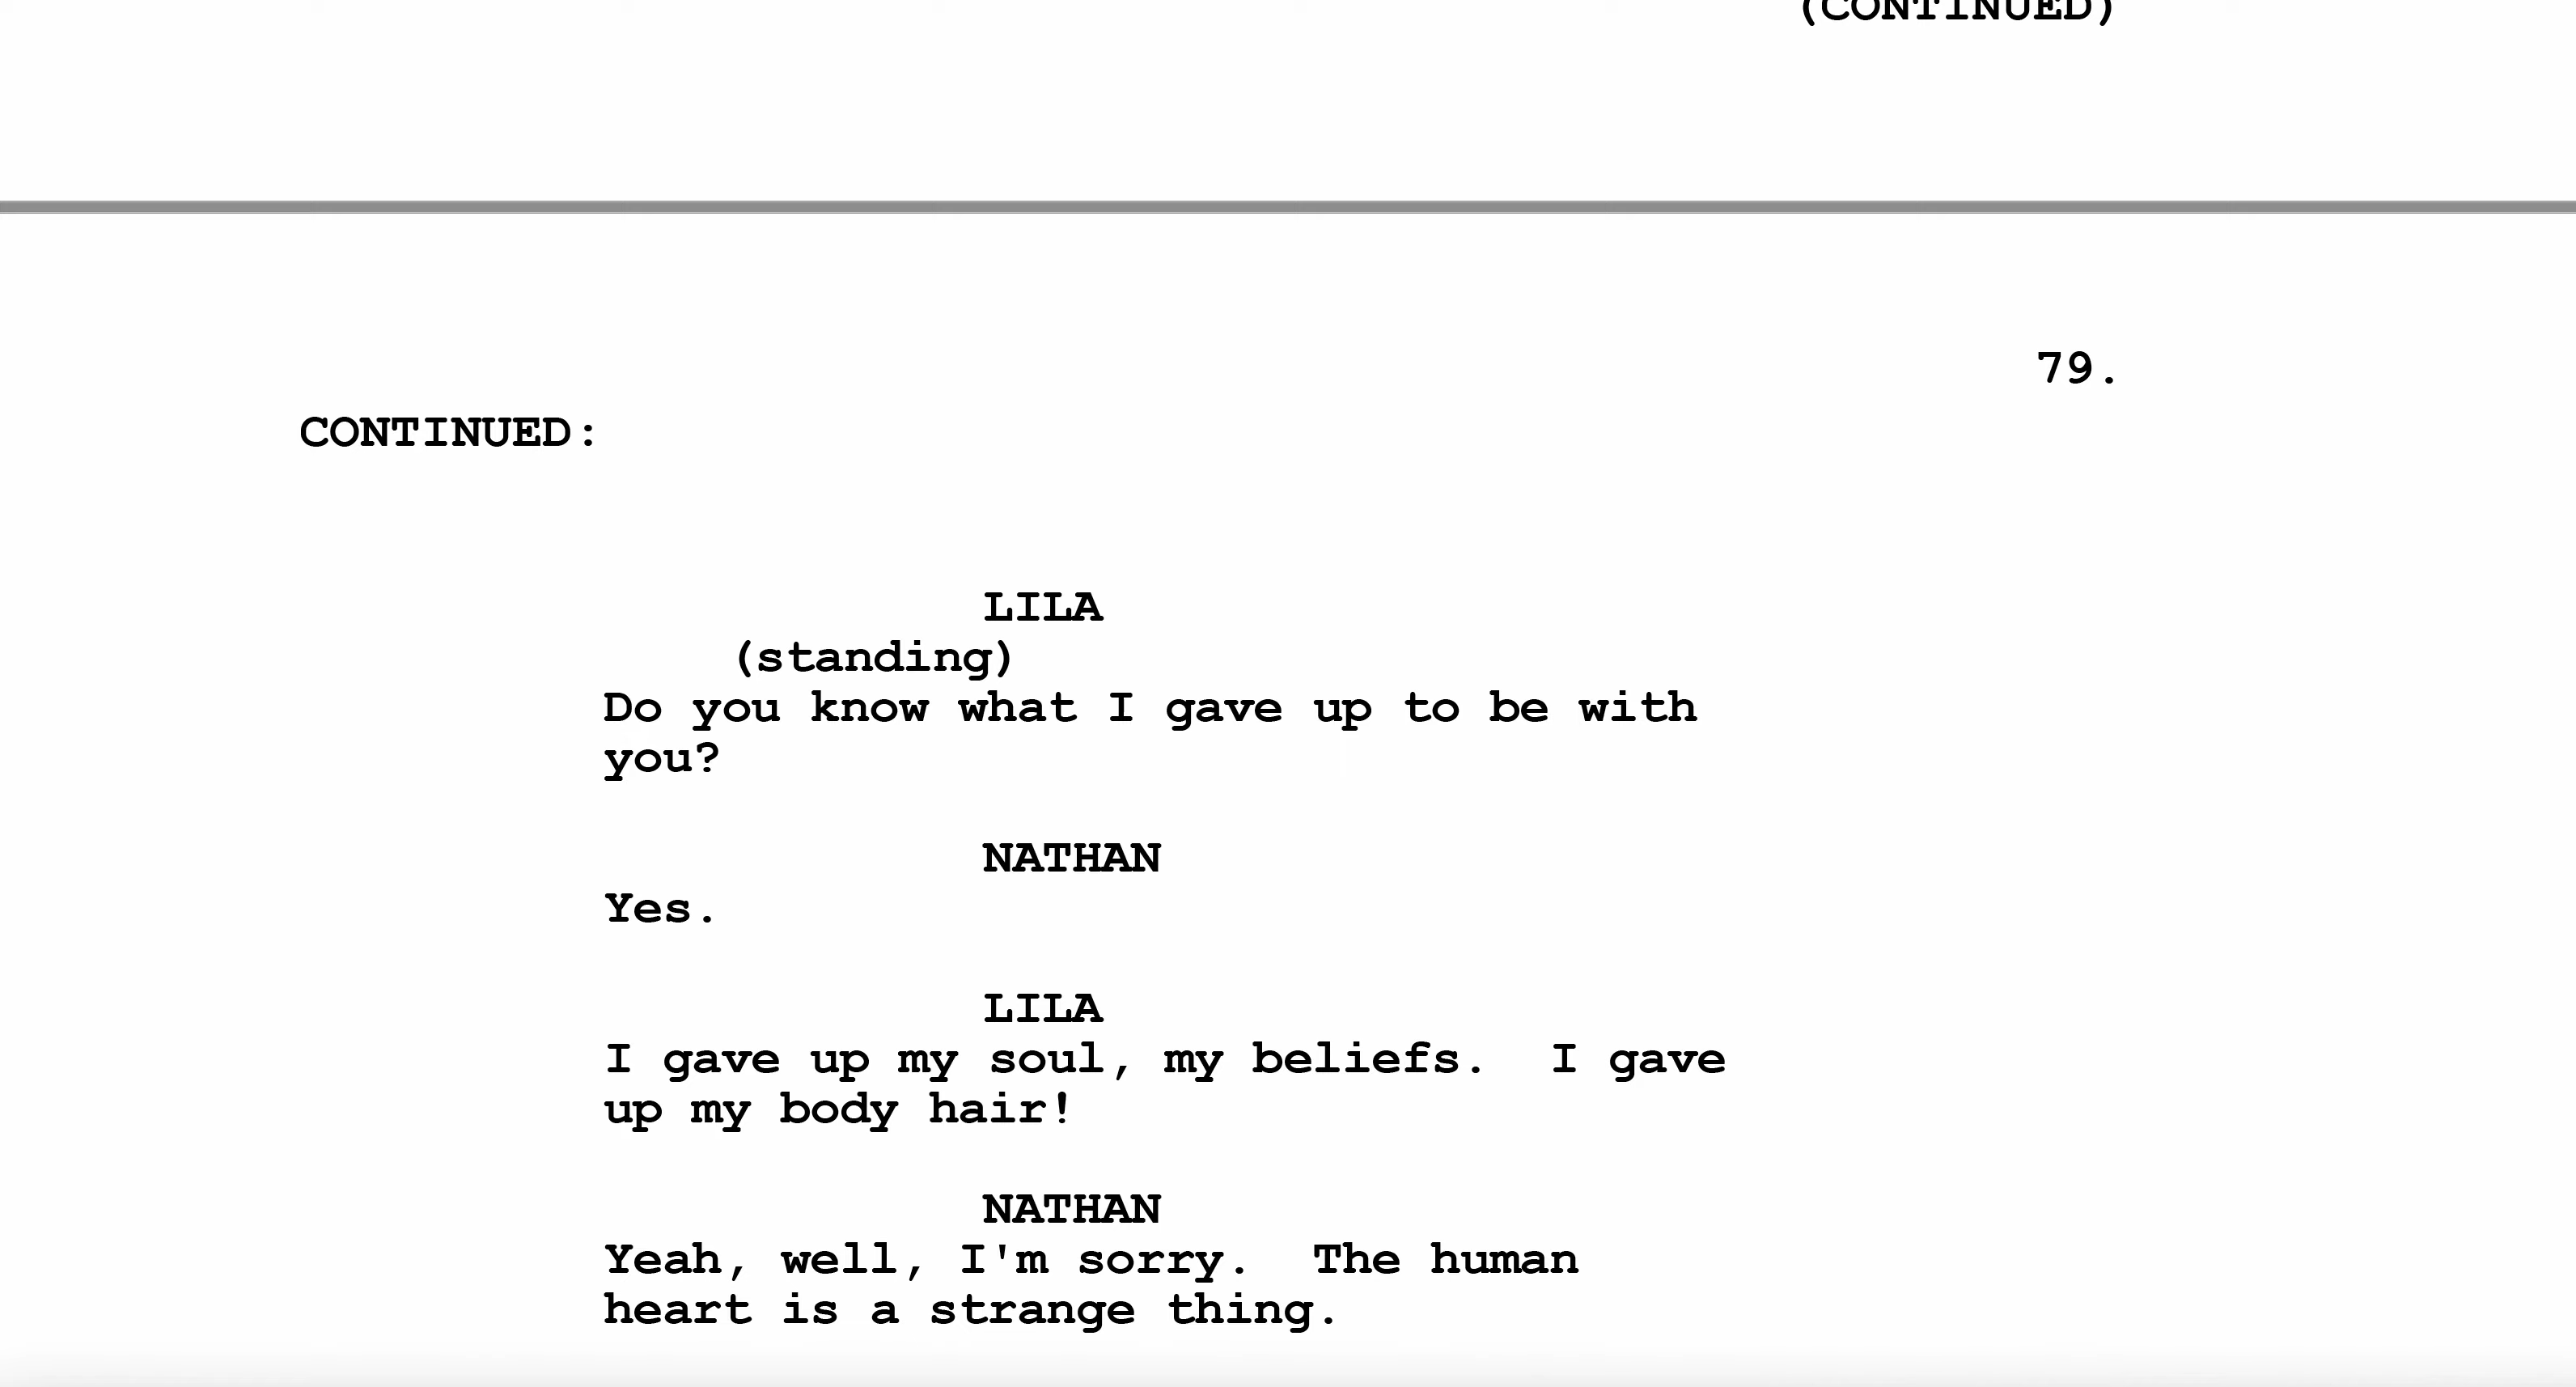 (CONTINUED)
79.
CONTINUED:
LILA
(standing)
Do you know what I gave up to be with
you?
NATHAN
Yes.
LILA
I gave up my soul, my beliefs.  I gave
up my body hair!
NATHAN
Yeah, well, I'm sorry.  The human
heart is a strange thing.